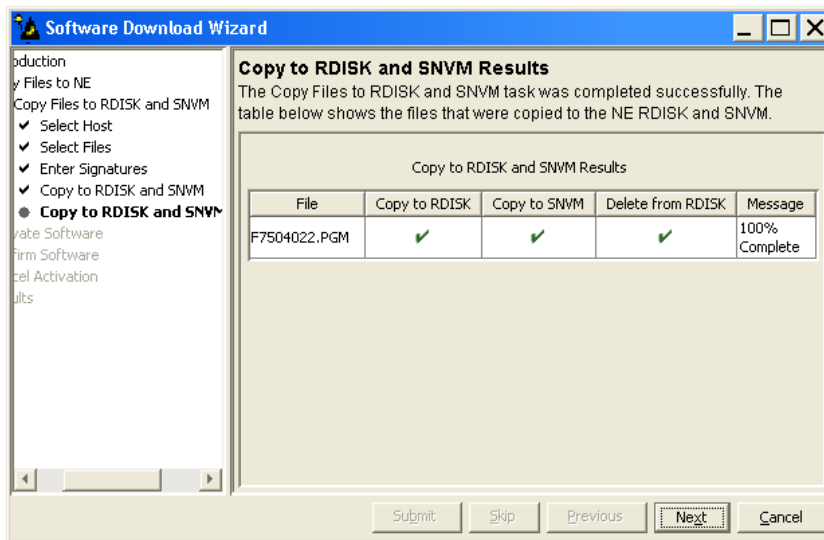 Software Download Wizard
oduction
y Files to NE
Copy Files to RDISK and SNVM
Select Host
Select Files
Enter Signatures
Copy to RDISK and SNVM
Copy to RDISK and SNVM
vate Software
firm Software
cel Activation
ults
Copy to RDISK and SNVM Results
The Copy Files to RDISK and SNVM task was completed successfully. The
table below shows the files that were copied to the NE RDISK and SNVM.
Copy to RDISK and SNVM Results
File Copy to RDISK Copy to SNVM Delete from RDISK Message
F7504022.PGM 100%
Complete
Submit Skip Previous Next Cancel